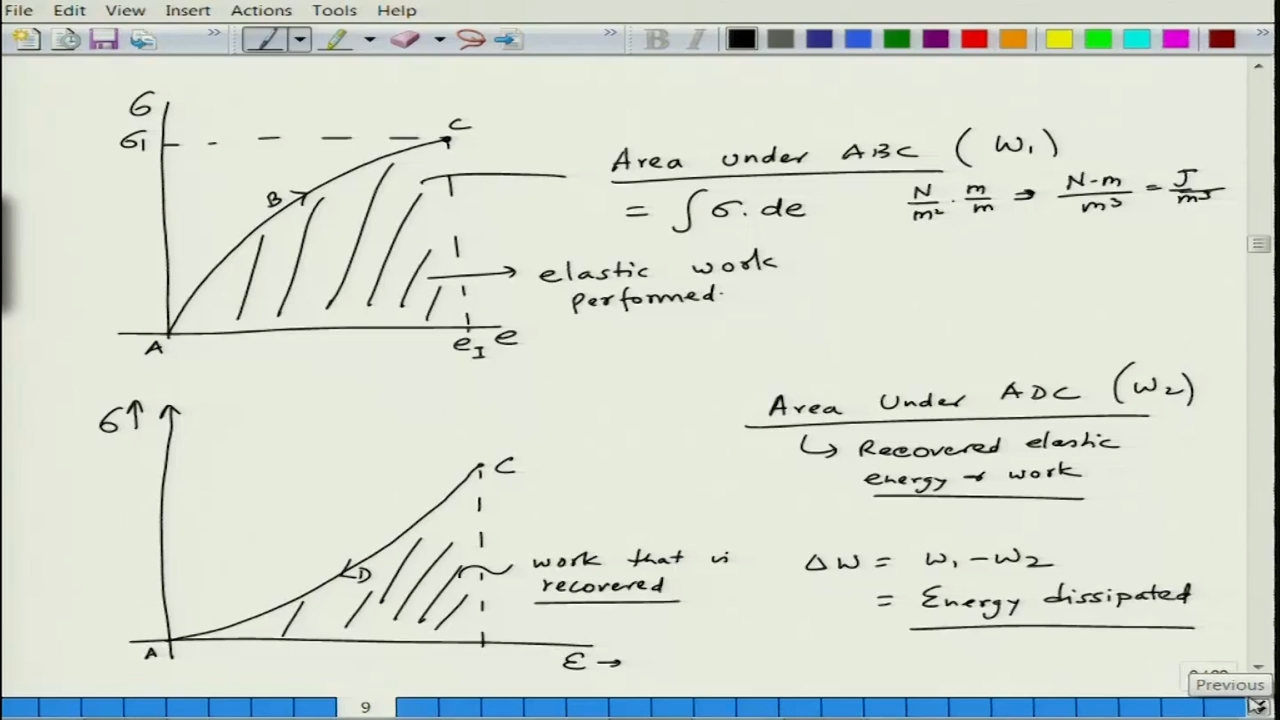 File Edit View Insert Actions Tools Help
σ
σ1
C
B
A
e_I e
Area under ABC (W1)
= ∫ σ. de
N/m² · m/m → N-m/m³ = J/m³
elastic work
performed.
σ↑
C
D
A
ε →
work that is
recovered
Area Under ADC (W2)
↳ Recovered elastic
energy or work
ΔW = W1 - W2
= Energy dissipated
9
Previous